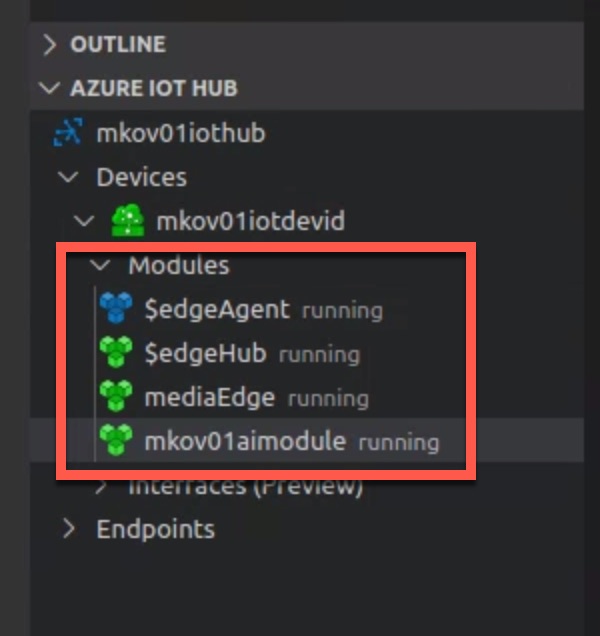 OUTLINE
AZURE IOT HUB
mkov01iothub
Devices
mkov01iotdevid
Modules
$edgeAgent running
$edgeHub running
mediaEdge running
mkov01aimodule running
Interfaces (Preview)
Endpoints